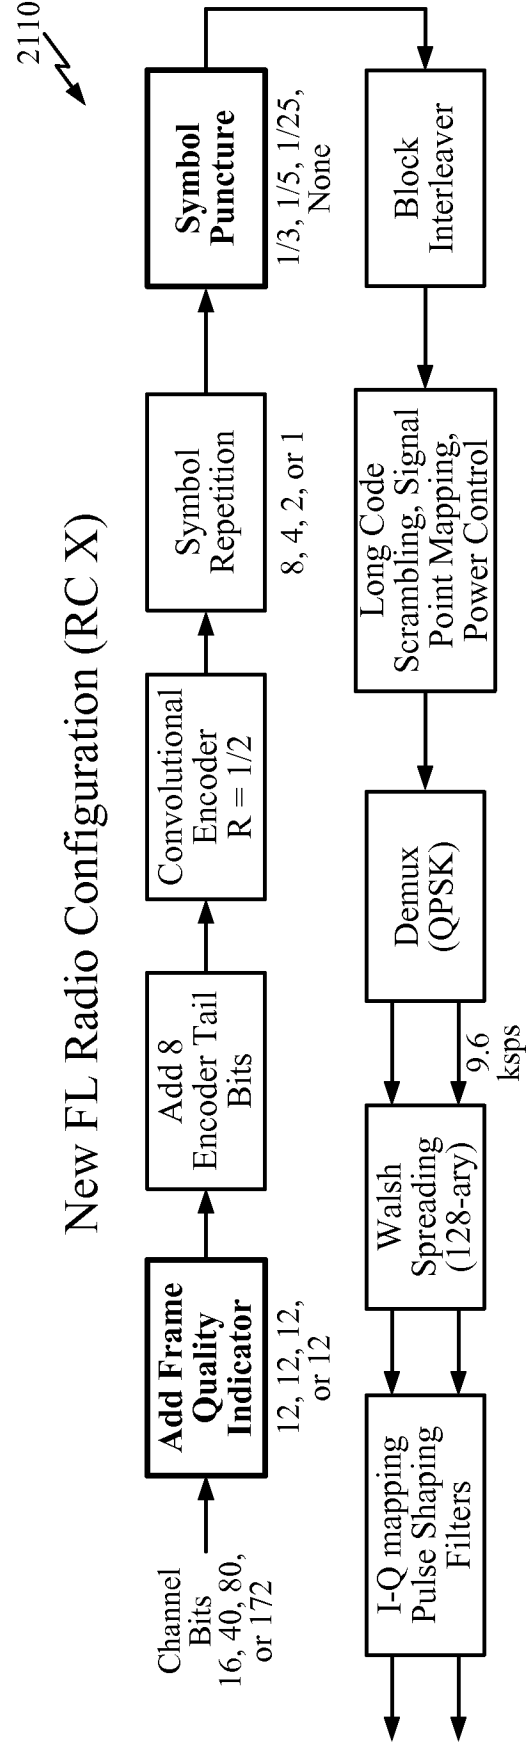 2110
New FL Radio Configuration (RC X)
Channel
Bits
16, 40, 80,
or 172
Add Frame
Quality
Indicator
12, 12, 12,
or 12
Add 8
Encoder Tail
Bits
Convolutional
Encoder
R = 1/2
Symbol
Repetition
8, 4, 2, or 1
Symbol
Puncture
1/3, 1/5, 1/25,
None
Block
Interleaver
Long Code
Scrambling, Signal
Point Mapping,
Power Control
Demux
(QPSK)
9.6
ksps
Walsh
Spreading
(128-ary)
I-Q mapping
Pulse Shaping
Filters